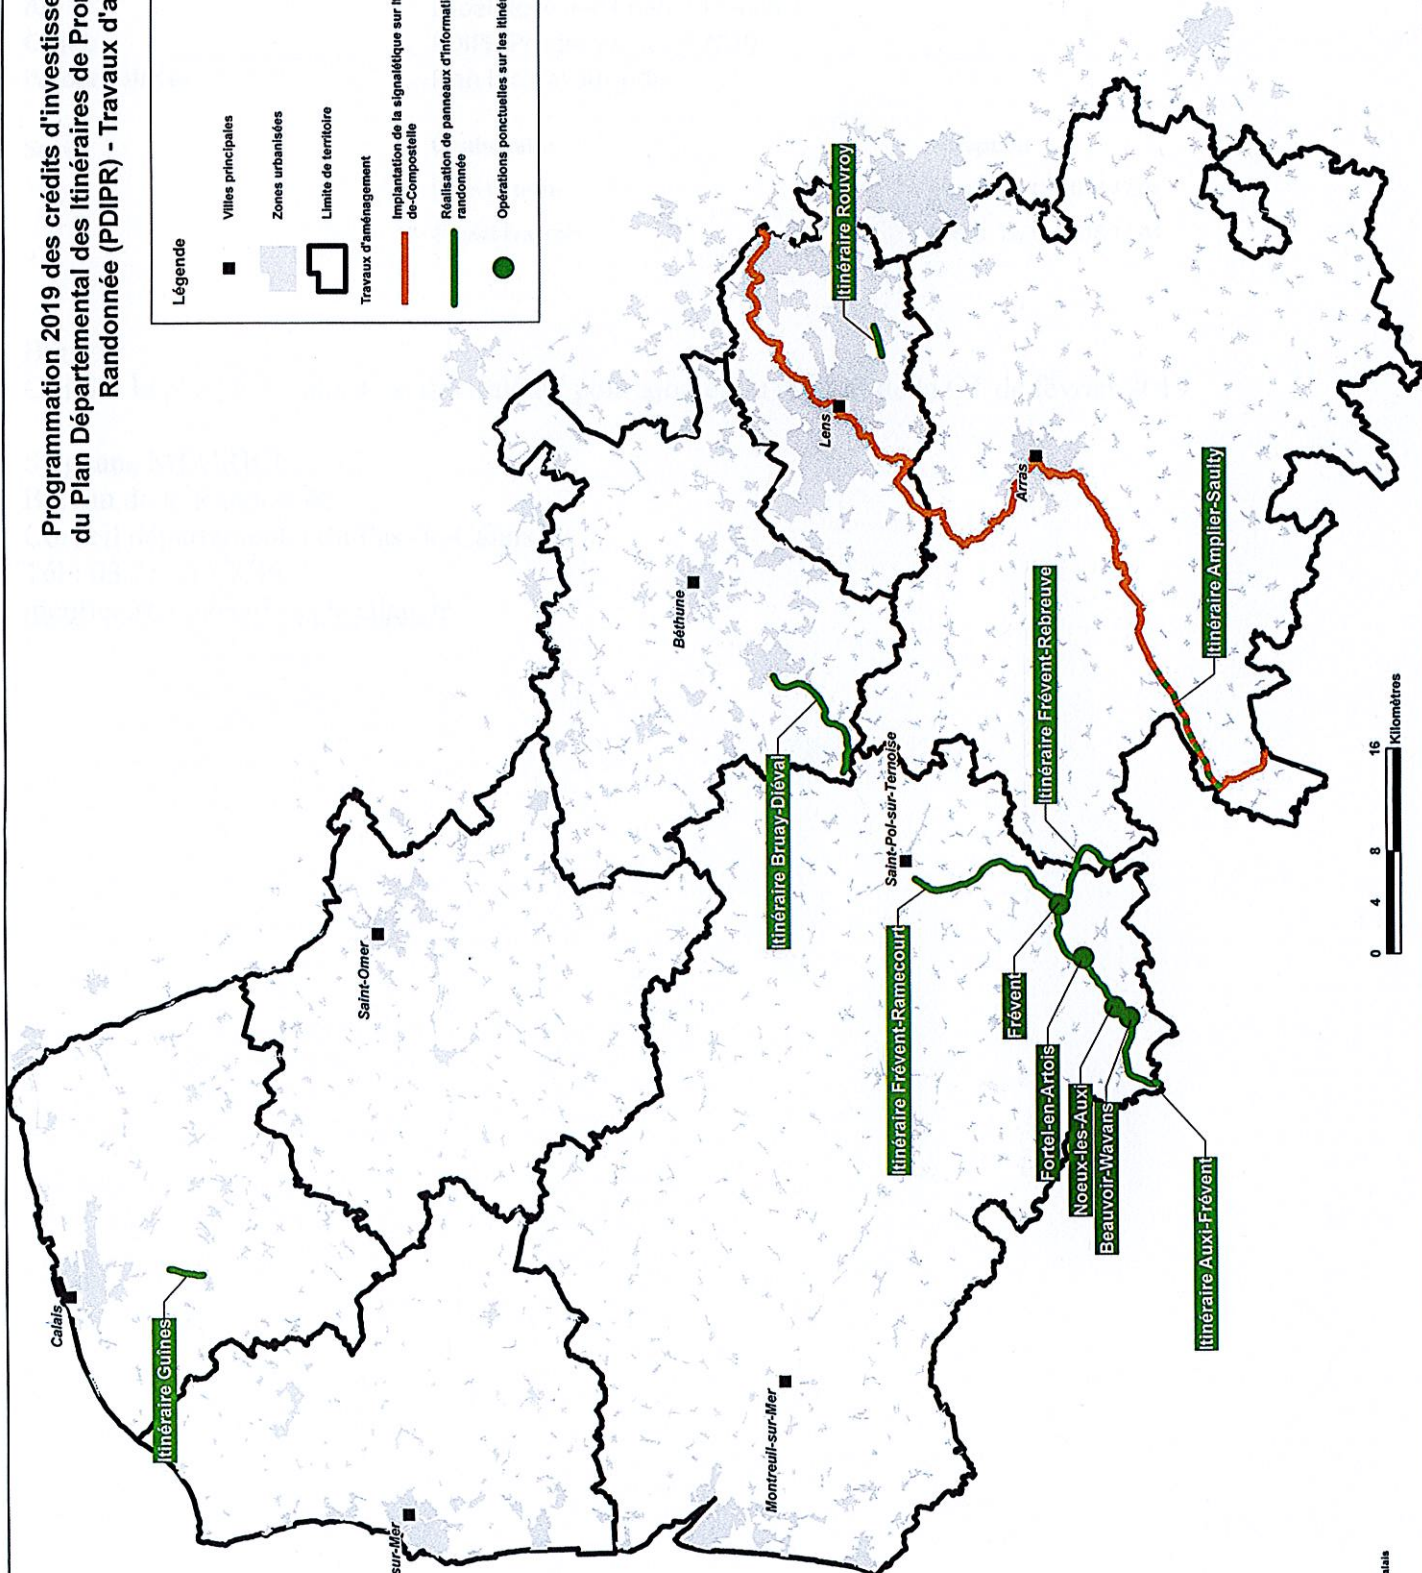 Programmation 2019 des crédits d'investisse
du Plan Départemental des Itinéraires de Pro
Randonnée (PDIPR) - Travaux d'a
Légende
Villes principales
Zones urbanisées
Limite de territoire
Travaux d'aménagement
Implantation de la signalétique sur
de-Compostelle
Réalisation de panneaux d'informati
randonnée
Opérations ponctuelles sur les itiné
Calais
Itinéraire Guînes
sur-Mer
Saint-Omer
Montreuil-sur-Mer
Béthune
Itinéraire Bruay-Diéval
Lens
Itinéraire Rouvroy
Saint-Pol-sur-Ternoise
Itinéraire Frévent-Ramecourt
Arras
Itinéraire Frévent-Rebreuve
Frévent
Fortel-en-Artois
Noeux-les-Auxi
Beauvoir-Wavans
Itinéraire Auxi-Frévent
Itinéraire Amplier-Saulty
0 4 8 16
Kilomètres
alais